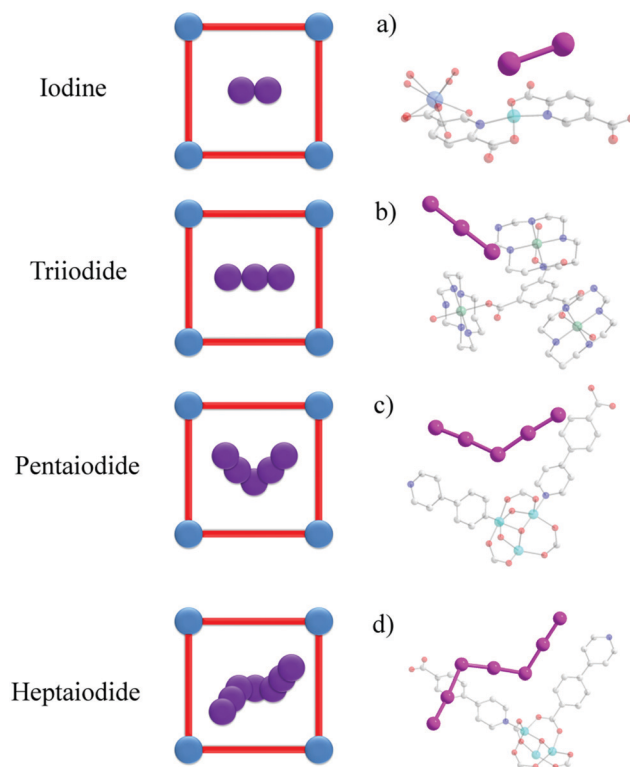 Iodine
a)
Triiodide
b)
Pentaiodide
c)
Heptaiodide
d)